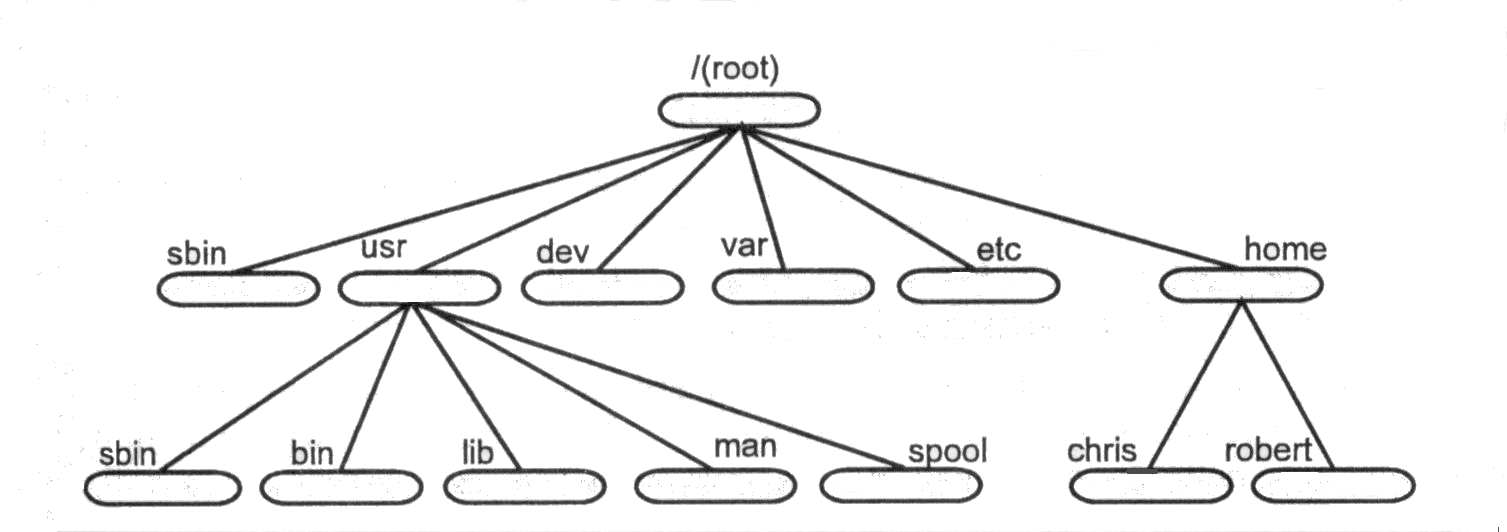 /(root)
sbin usr dev var etc home
sbin bin lib man spool chris robert